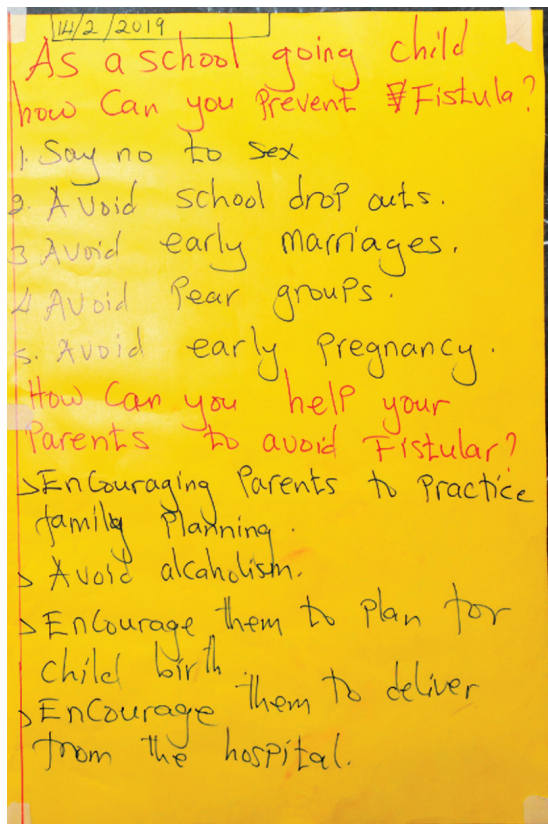 14/2/2019
As a school going child
how Can you Prevent Fistula?
1. Say no to sex
2. Avoid school drop outs.
3 Avoid early marriages.
4 Avoid Pear groups.
5. Avoid early Pregnancy.
How Can you help your
Parents to avoid Fistular?
> Encouraging Parents to Practice
family Planning.
> Avoid alcaholism.
> Encourage them to Plan for
child birth.
> Encourage them to deliver
from the hospital.